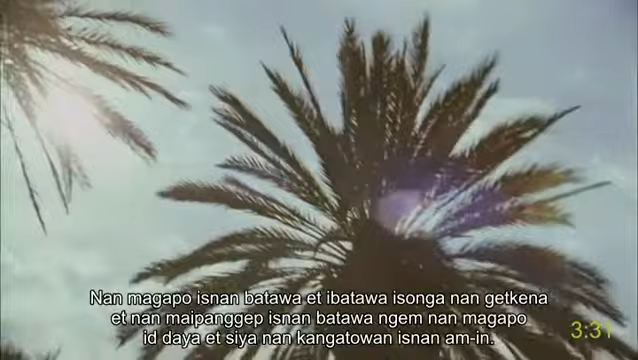 Nan magapo isnan batawa et ibatawa isonga nan getkena
et nan maipanggep isnan batawa ngem nan magapo
id daya et siya nan kangatowan isnan am-in.
3:31